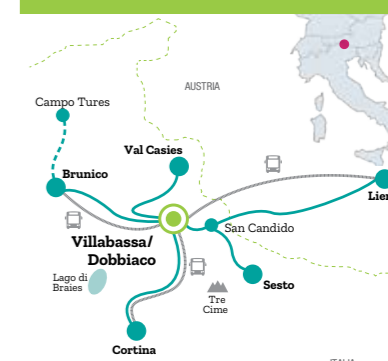 AUSTRIA
Campo Tures
Val Casies
Brunico
San Candido
Villabassa/
Dobbiaco
Lago di
Braies
Sesto
Tre
Cime
Cortina